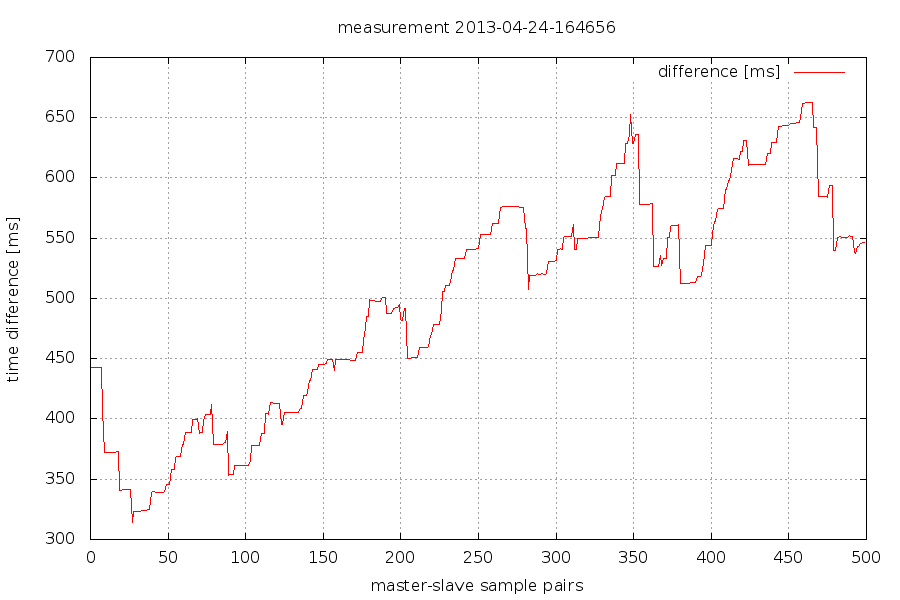 measurement 2013-04-24-164656
700
difference [ms]
650
600
550
500
450
400
350
300
time difference [ms]
0 50 100 150 200 250 300 350 400 450 500
master-slave sample pairs